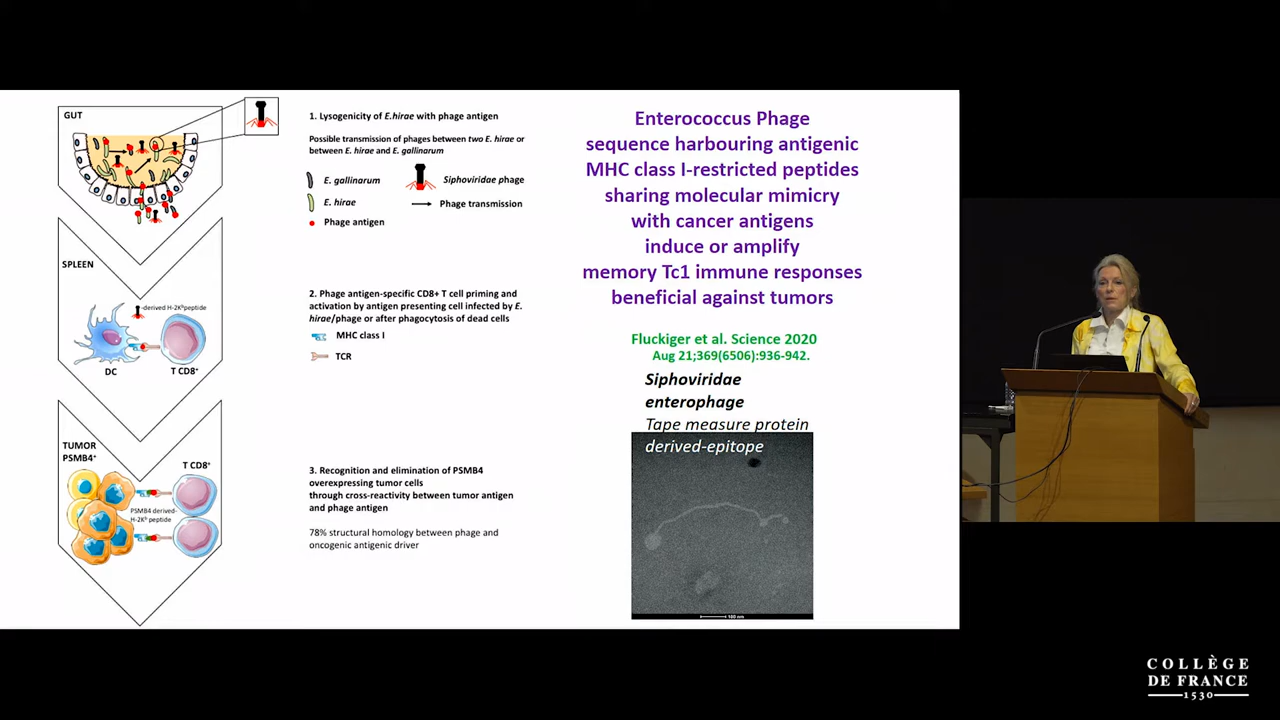 GUT
1. Lysogenicity of E.hirae with phage antigen
Possible transmission of phages between two E. hirae or
between E. hirae and E. gallinarum
E. gallinarum
Siphoviridae phage
E. hirae
Phage transmission
Phage antigen
SPLEEN
-derived H-2Kᵇpeptide
DC
T CD8⁺
2. Phage antigen-specific CD8+ T cell priming and
activation by antigen presenting cell infected by E.
hirae/phage or after phagocytosis of dead cells
MHC class I
TCR
TUMOR
PSMB4⁺
T CD8⁺
PSMB4 derived-
H-2Kᵇ peptide
3. Recognition and elimination of PSMB4
overexpressing tumor cells
through cross-reactivity between tumor antigen
and phage antigen
78% structural homology between phage and
oncogenic antigenic driver
Enterococcus Phage
sequence harbouring antigenic
MHC class I-restricted peptides
sharing molecular mimicry
with cancer antigens
induce or amplify
memory Tc1 immune responses
beneficial against tumors
Fluckiger et al. Science 2020
Aug 21;369(6506):936-942.
Siphoviridae
enterophage
Tape measure protein
derived-epitope
100 nm
COLLÈGE
DE FRANCE
1530